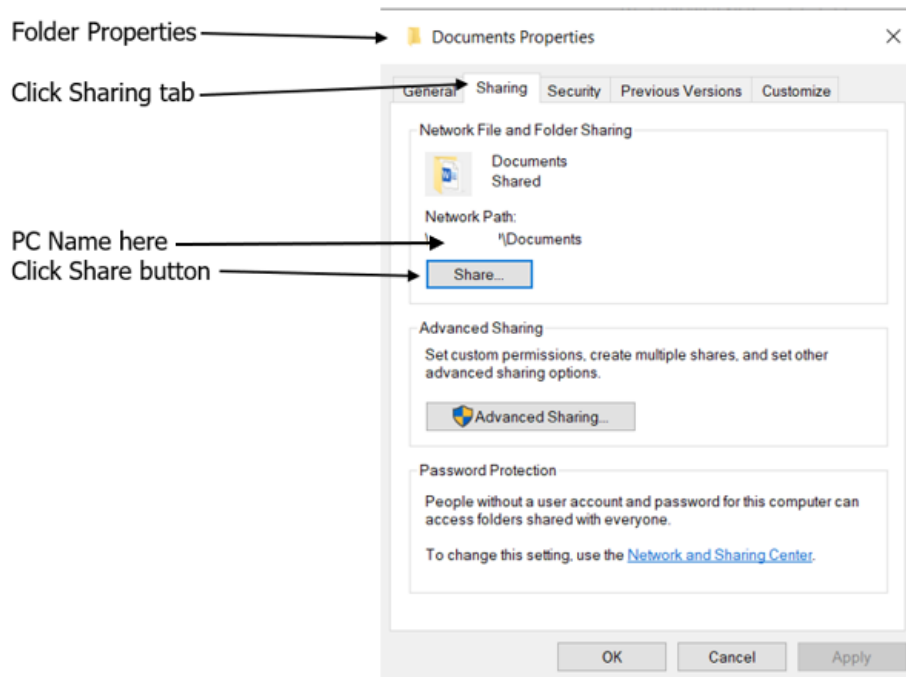 Folder Properties
Documents Properties
Click Sharing tab
General Sharing Security Previous Versions Customize
Network File and Folder Sharing
Documents
Shared
Network Path:
PC Name here
\ "\Documents
Click Share button
Share...
Advanced Sharing
Set custom permissions, create multiple shares, and set other
advanced sharing options.
Advanced Sharing...
Password Protection
People without a user account and password for this computer can
access folders shared with everyone.
To change this setting, use the Network and Sharing Center.
OK Cancel Apply